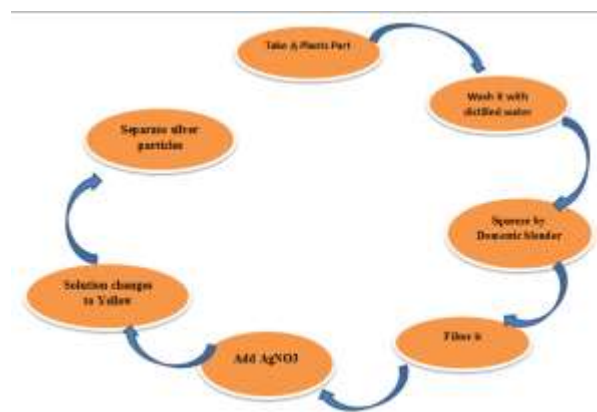 Take A Plants Part
Wash it with
distilled water
Squeeze by
Domestic blender
Filter it
Add AgNO3
Solution changes
to Yellow
Separate silver
particles